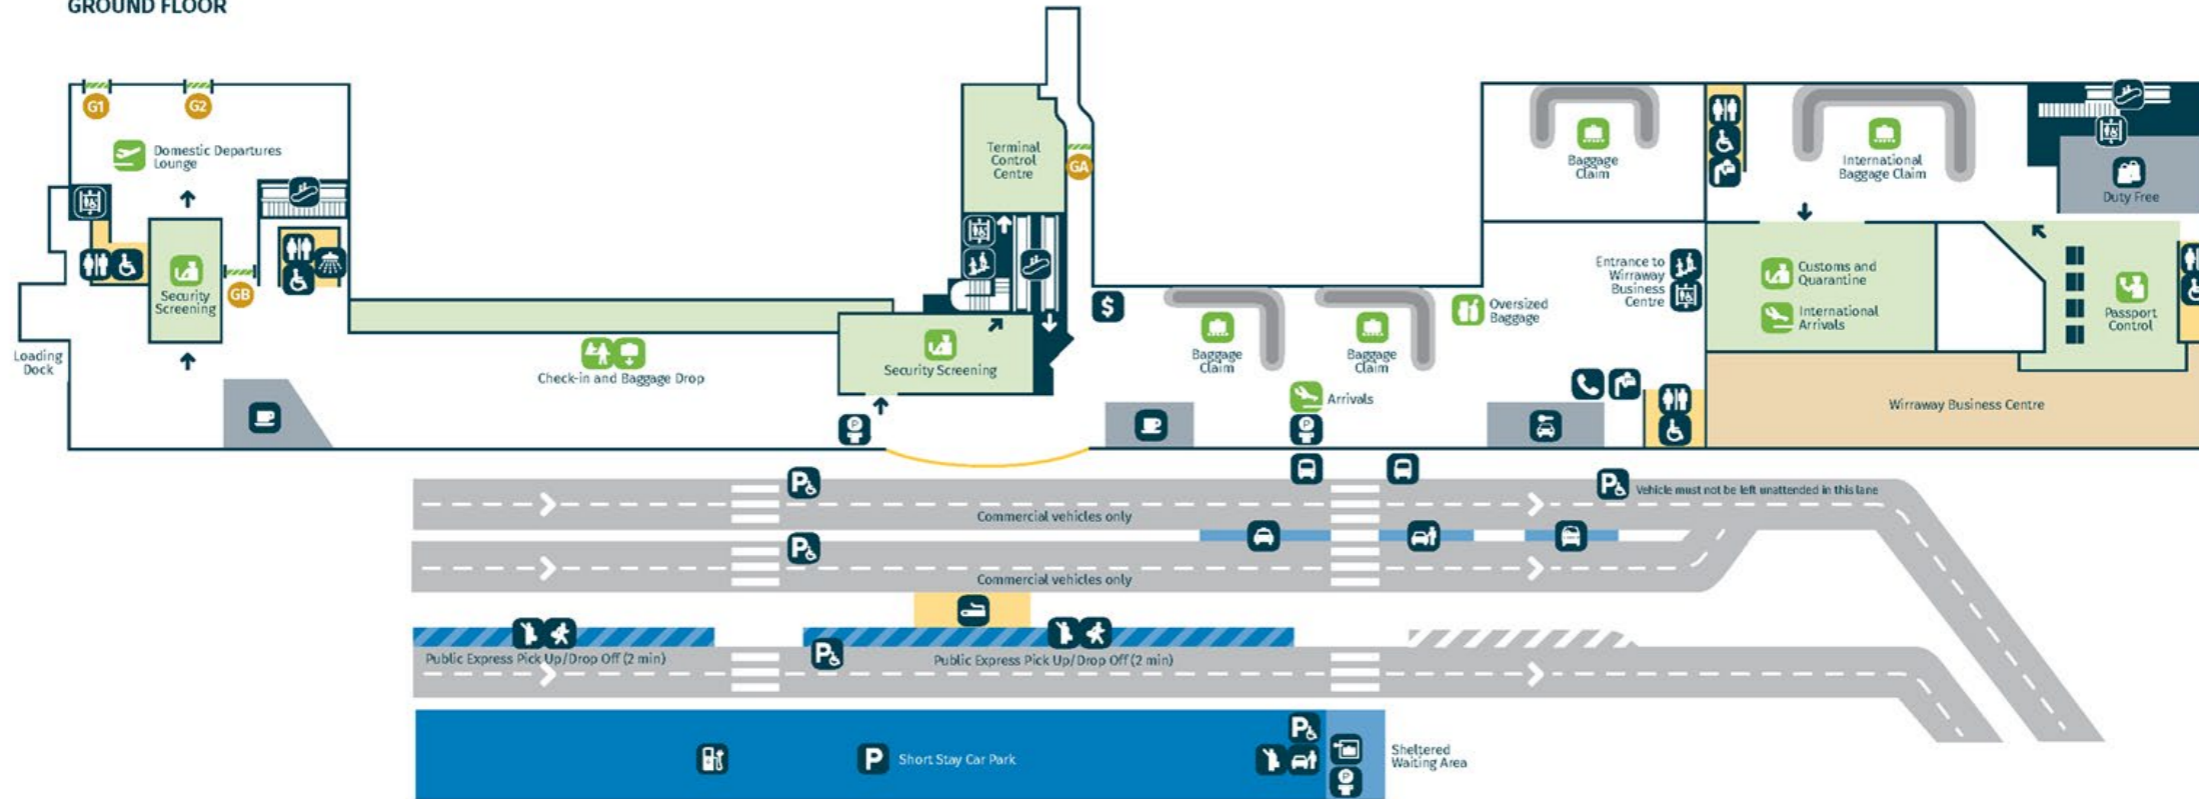 GROUND FLOOR
G1
G2
Domestic Departures
Lounge
Security
Screening
GB
Loading
Dock
Check-in and Baggage Drop
Terminal
Control
Centre
GA
Security Screening
$
Baggage
Claim
Baggage
Claim
Oversized
Baggage
Arrivals
Baggage
Claim
International
Baggage Claim
Duty Free
Entrance to
Wirraway
Business
Centre
Customs and
Quarantine
International
Arrivals
Passport
Control
Wirraway Business Centre
P
P
P
P
Vehicle must not be left unattended in this lane
Commercial vehicles only
P
Commercial vehicles only
Public Express Pick Up/Drop Off (2 min)
P
Public Express Pick Up/Drop Off (2 min)
P
Short Stay Car Park
P
P
Sheltered
Waiting Area